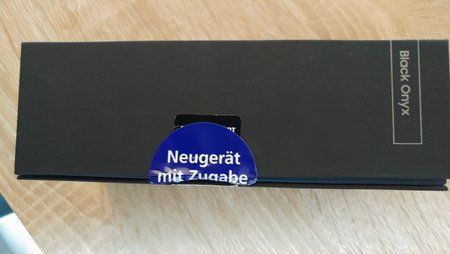 Neugerät
mit Zugabe
Black Onyx